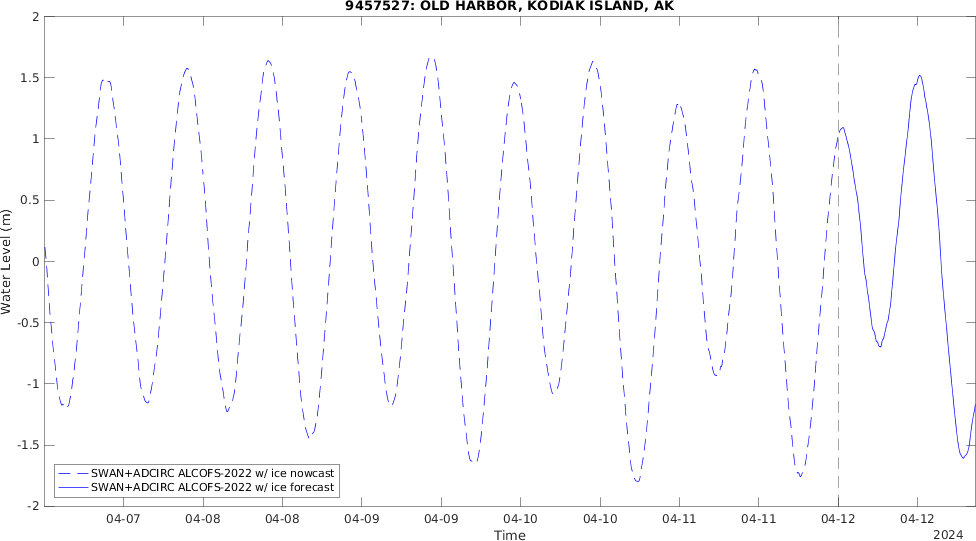 9457527: OLD HARBOR, KODIAK ISLAND, AK
2
1.5
1
0.5
0
-0.5
-1
-1.5
-2
Water Level (m)
SWAN+ADCIRC ALCOFS-2022 w/ ice nowcast
SWAN+ADCIRC ALCOFS-2022 w/ ice forecast
04-07 04-08 04-08 04-09 04-09 04-10 04-10 04-11 04-11 04-12 04-12
Time
2024